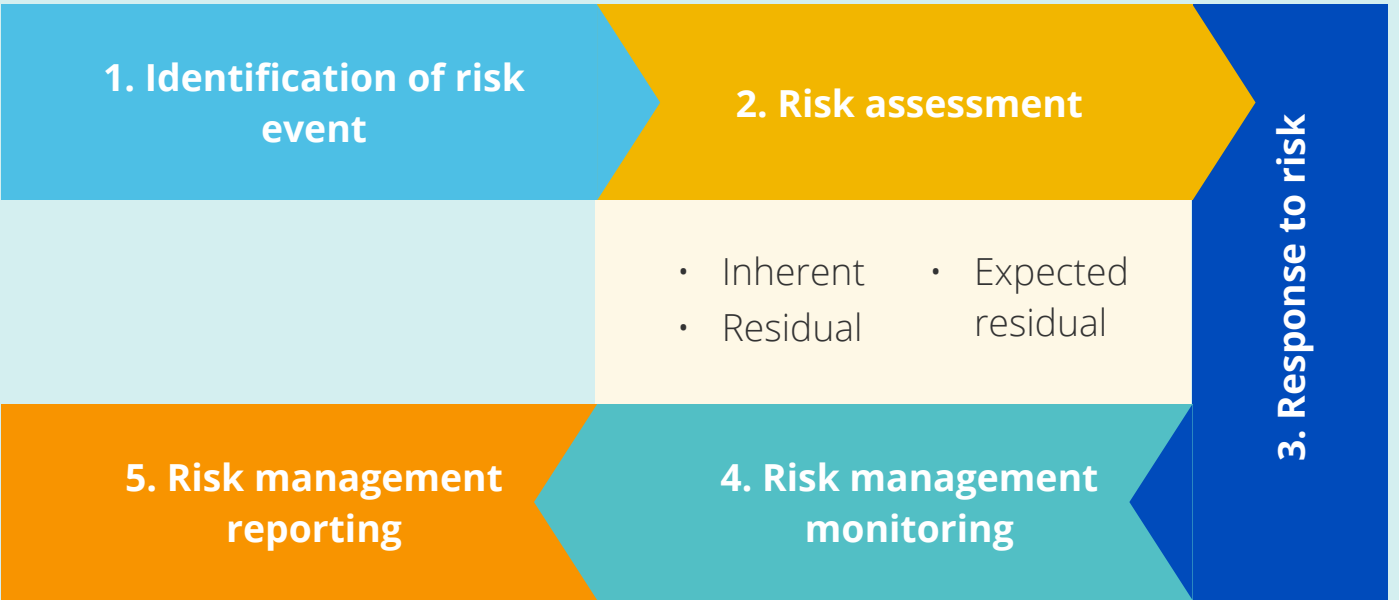 1. Identification of risk
event
2. Risk assessment
• Inherent
• Residual
• Expected
residual
3. Response to risk
4. Risk management
monitoring
5. Risk management
reporting